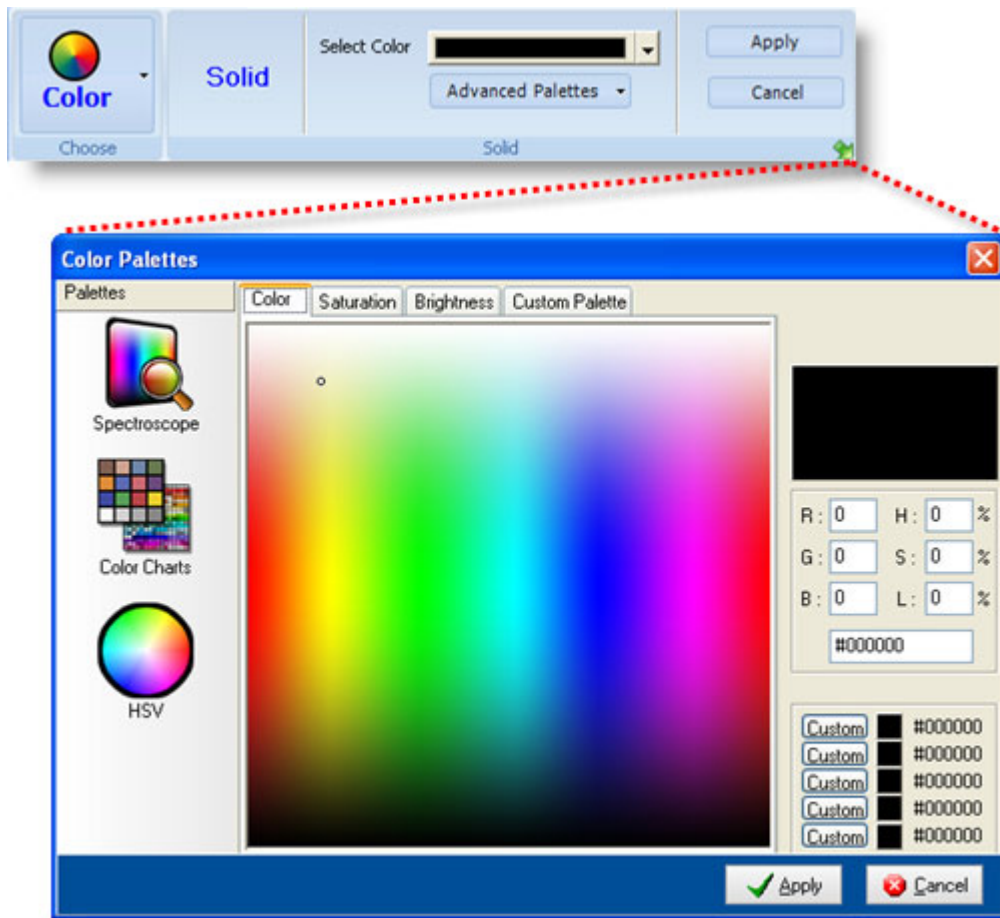 Color
Choose
Solid
Select Color
Advanced Palettes
Solid
Apply
Cancel
Color Palettes
Palettes
Spectroscope
Color Charts
HSV
Color Saturation Brightness Custom Palette
R: 0 H: 0 %
G: 0 S: 0 %
B: 0 L: 0 %
#000000
Custom #000000
Custom #000000
Custom #000000
Custom #000000
Custom #000000
Apply Cancel